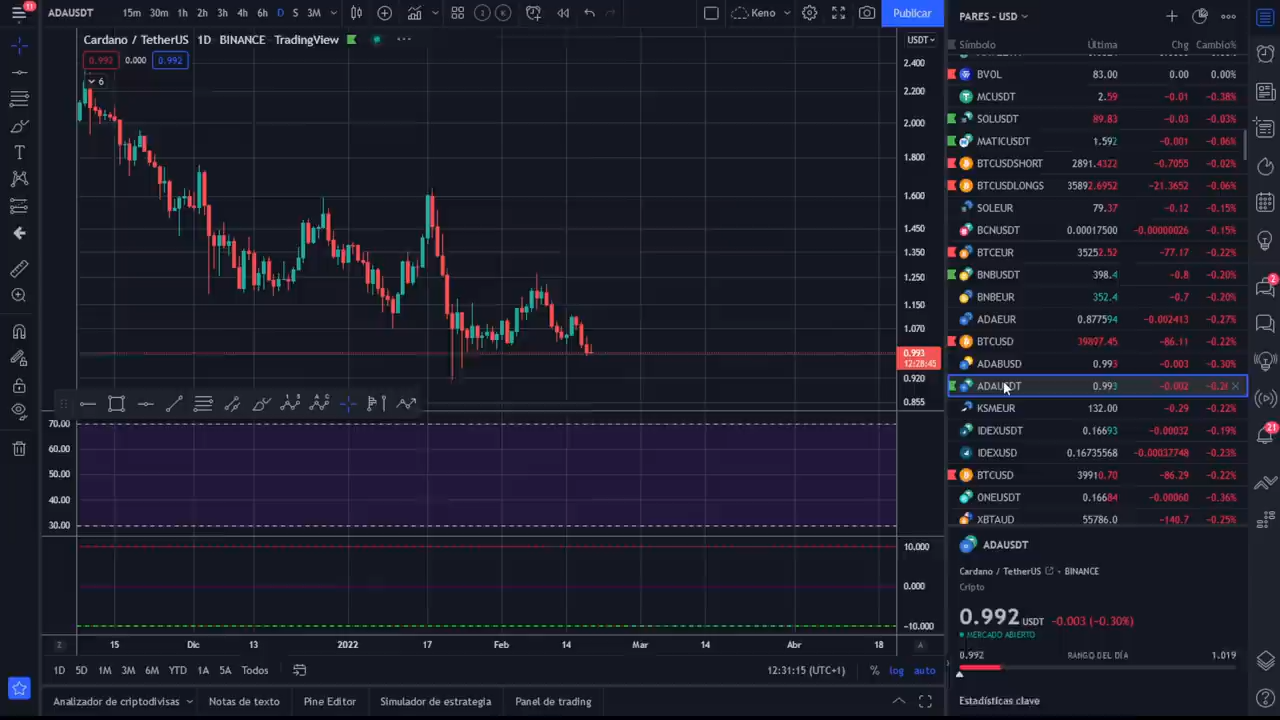 11
15m 30m 1h 2h 3h 4h 6h D S 3M
Keno
Publicar
ADAUSDT
Cardano / TetherUS 1D BINANCE TradingView
0.992 0.000 0.992
6
USDT
2.400
2.200
2.000
1.800
1.600
1.450
1.350
1.250
1.150
1.070
0.993
12:28:45
0.920
0.855
70.00
60.00
50.00
40.00
30.00
10.000
0.000
-10.000
15 Dic 13 2022 17 Feb 14 Mar 14 Abr 18
1D 5D 1M 3M 6M YTD 1A 5A Todos
12:31:15 (UTC+1) % log auto
Analizador de criptodivisas Notas de texto Pine Editor Simulador de estrategia Panel de trading
PARES - USD
Símbolo Última Chg Cambio%
BVOL 83.00 0.00 0.00%
MCUSDT 2.59 −0.01 −0.38%
SOLUSDT 89.83 −0.03 −0.03%
MATICUSDT 1.592 −0.001 −0.06%
BTCUSDSHORT 2891.4322 −0.7055 −0.02%
BTCUSDLONGS 35892.6952 −21.3652 −0.06%
SOLEUR 79.37 −0.12 −0.15%
BCNUSDT 0.00017500 −0.00000026 −0.15%
BTCEUR 35252.52 −77.17 −0.22%
BNBUSDT 398.4 −0.8 −0.20%
BNBEUR 352.4 −0.7 −0.20%
ADAEUR 0.877594 −0.002413 −0.27%
BTCUSD 39897.45 −86.11 −0.22%
ADABUSD 0.993 −0.003 −0.30%
ADAUSDT 0.993 −0.002
KSMEUR 132.00 −0.29 −0.22%
IDEXUSDT 0.16693 −0.00032 −0.19%
IDEXUSD 0.16735568 −0.00037748 −0.23%
BTCUSD 39910.70 −86.29 −0.22%
ONEUSDT 0.16684 −0.00060 −0.36%
XBTAUD 55786.0 −140.7 −0.25%
ADAUSDT
Cardano / TetherUS • BINANCE
Cripto
0.992 USDT −0.003 (−0.30%)
MERCADO ABIERTO
0.992 RANGO DEL DÍA 1.019
Estadísticas clave
2
21